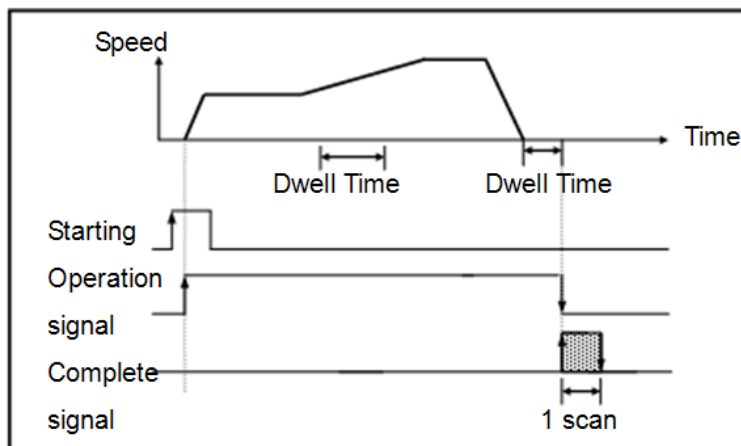 Speed
Time
Dwell Time
Dwell Time
Starting
Operation
signal
Complete
signal
1 scan